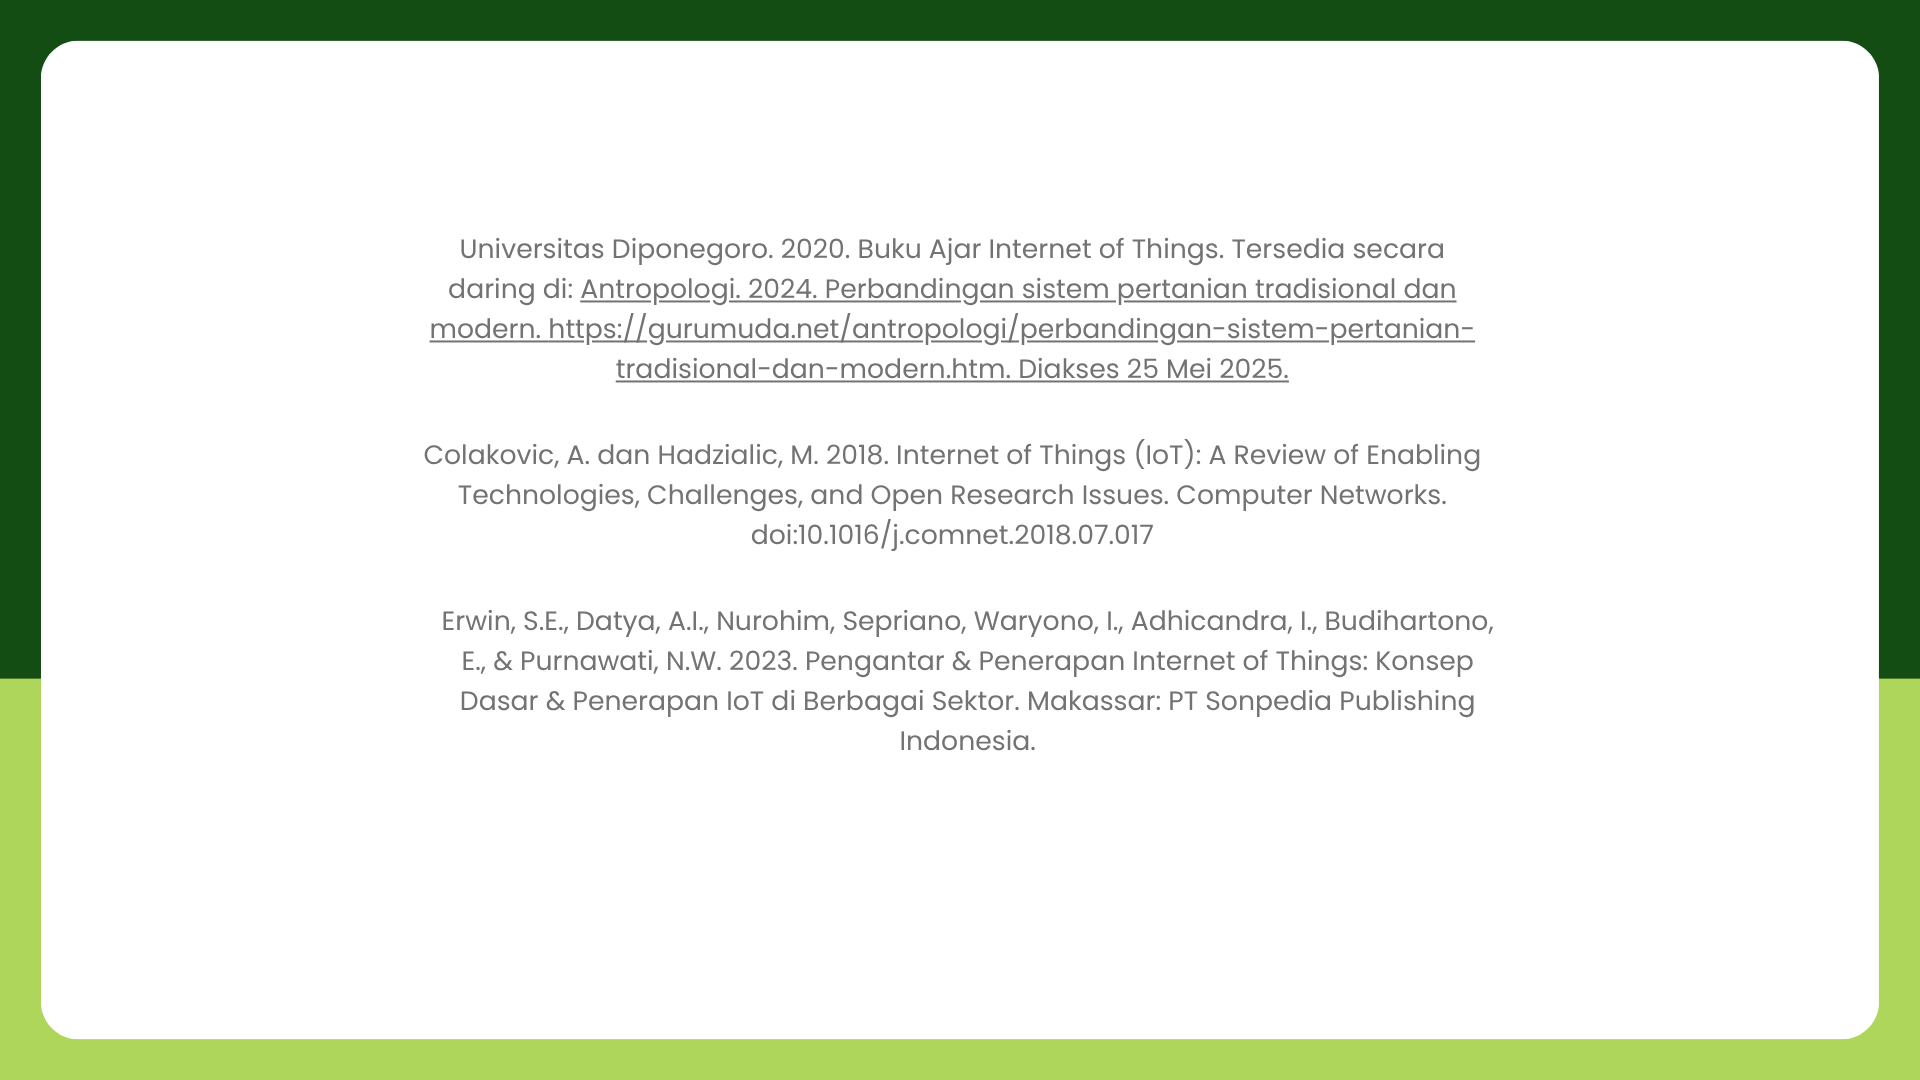 Universitas Diponegoro. 2020. Buku Ajar Internet of Things. Tersedia secara
daring di: Antropologi. 2024. Perbandingan sistem pertanian tradisional dan
modern. https://gurumuda.net/antropologi/perbandingan-sistem-pertanian-
tradisional-dan-modern.htm. Diakses 25 Mei 2025.
Colakovic, A. dan Hadzialic, M. 2018. Internet of Things (IoT): A Review of Enabling
Technologies, Challenges, and Open Research Issues. Computer Networks.
doi:10.1016/j.comnet.2018.07.017
Erwin, S.E., Datya, A.I., Nurohim, Sepriano, Waryono, I., Adhicandra, I., Budihartono,
E., & Purnawati, N.W. 2023. Pengantar & Penerapan Internet of Things: Konsep
Dasar & Penerapan IoT di Berbagai Sektor. Makassar: PT Sonpedia Publishing
Indonesia.